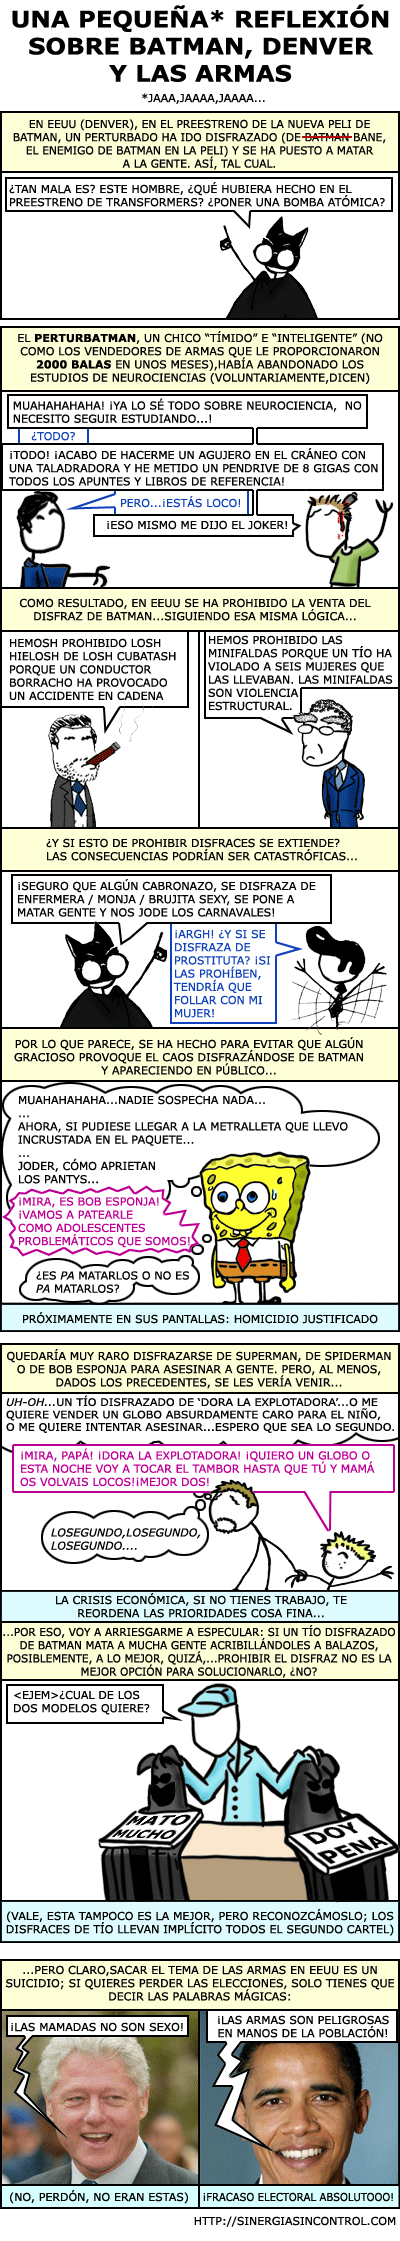 UNA PEQUEÑA* REFLEXIÓN
SOBRE BATMAN, DENVER
Y LAS ARMAS
*JAAA,JAAAA,JAAAA...
EN EEUU (DENVER), EN EL PREESTRENO DE LA NUEVA PELI DE
BATMAN, UN PERTURBADO HA IDO DISFRAZADO (DE BATMAN BANE,
EL ENEMIGO DE BATMAN EN LA PELI) Y SE HA PUESTO A MATAR
A LA GENTE. ASÍ, TAL CUAL.
¿TAN MALA ES? ESTE HOMBRE, ¿QUÉ HUBIERA HECHO EN EL
PREESTRENO DE TRANSFORMERS? ¿PONER UNA BOMBA ATÓMICA?
EL PERTURBATMAN, UN CHICO “TÍMIDO” E “INTELIGENTE” (NO
COMO LOS VENDEDORES DE ARMAS QUE LE PROPORCIONARON
2000 BALAS EN UNOS MESES),HABÍA ABANDONADO LOS
ESTUDIOS DE NEUROCIENCIAS (VOLUNTARIAMENTE,DICEN)
MUAHAHAHAHA! ¡YA LO SÉ TODO SOBRE NEUROCIENCIA, NO
NECESITO SEGUIR ESTUDIANDO...!
¿TODO?
¡TODO! ¡ACABO DE HACERME UN AGUJERO EN EL CRÁNEO CON
UNA TALADRADORA Y HE METIDO UN PENDRIVE DE 8 GIGAS CON
TODOS LOS APUNTES Y LIBROS DE REFERENCIA!
PERO...¡ESTÁS LOCO!
¡ESO MISMO ME DIJO EL JOKER!
COMO RESULTADO, EN EEUU SE HA PROHIBIDO LA VENTA DEL
DISFRAZ DE BATMAN...SIGUIENDO ESA MISMA LÓGICA...
HEMOSH PROHIBIDO LOSH
HIELOSH DE LOSH CUBATASH
PORQUE UN CONDUCTOR
BORRACHO HA PROVOCADO
UN ACCIDENTE EN CADENA
HEMOS PROHIBIDO LAS
MINIFALDAS PORQUE UN TÍO HA
VIOLADO A SEIS MUJERES QUE
LAS LLEVABAN. LAS MINIFALDAS
SON VIOLENCIA
ESTRUCTURAL.
¿Y SI ESTO DE PROHIBIR DISFRACES SE EXTIENDE?
LAS CONSECUENCIAS PODRÍAN SER CATASTRÓFICAS...
¡SEGURO QUE ALGÚN CABRONAZO, SE DISFRAZA DE
ENFERMERA / MONJA / BRUJITA SEXY, SE PONE A
MATAR GENTE Y NOS JODE LOS CARNAVALES!
¡ARGH! ¿Y SI SE
DISFRAZA DE
PROSTITUTA? ¡SI
LAS PROHÍBEN,
TENDRÍA QUE
FOLLAR CON MI
MUJER!
POR LO QUE PARECE, SE HA HECHO PARA EVITAR QUE ALGÚN
GRACIOSO PROVOQUE EL CAOS DISFRAZÁNDOSE DE BATMAN
Y APARECIENDO EN PÚBLICO...
MUAHAHAHAHA...NADIE SOSPECHA NADA...
...
AHORA, SI PUDIESE LLEGAR A LA METRALLETA QUE LLEVO
INCRUSTADA EN EL PAQUETE...
...
JODER, CÓMO APRIETAN
LOS PANTYS...
¡MIRA, ES BOB ESPONJA!
¡VAMOS A PATEARLE
COMO ADOLESCENTES
PROBLEMÁTICOS QUE SOMOS!
¿ES PA MATARLOS O NO ES
PA MATARLOS?
PRÓXIMAMENTE EN SUS PANTALLAS: HOMICIDIO JUSTIFICADO
QUEDARÍA MUY RARO DISFRAZARSE DE SUPERMAN, DE SPIDERMAN
O DE BOB ESPONJA PARA ASESINAR A GENTE. PERO, AL MENOS,
DADOS LOS PRECEDENTES, SE LES VERÍA VENIR...
UH-OH...UN TÍO DISFRAZADO DE ‘DORA LA EXPLOTADORA’...O ME
QUIERE VENDER UN GLOBO ABSURDAMENTE CARO PARA EL NIÑO,
O ME QUIERE INTENTAR ASESINAR...ESPERO QUE SEA LO SEGUNDO
¡MIRA, PAPÁ! ¡DORA LA EXPLOTADORA! ¡QUIERO UN GLOBO O
ESTA NOCHE VOY A TOCAR EL TAMBOR HASTA QUE TÚ Y MAMÁ
OS VOLVAIS LOCOS!¡MEJOR DOS!
LOSEGUNDO,LOSEGUNDO,
LOSEGUNDO....
LA CRISIS ECONÓMICA, SI NO TIENES TRABAJO, TE
REORDENA LAS PRIORIDADES COSA FINA...
...POR ESO, VOY A ARRIESGARME A ESPECULAR: SI UN TÍO DISFRAZADO
DE BATMAN MATA A MUCHA GENTE ACRIBILLÁNDOLES A BALAZOS,
POSIBLEMENTE, A LO MEJOR, QUIZÁ,...PROHIBIR EL DISFRAZ NO ES LA
MEJOR OPCIÓN PARA SOLUCIONARLO, ¿NO?
<EJEM>¿CUAL DE LOS
DOS MODELOS QUIERE?
MATO
MUCHO
DOY
PENA
(VALE, ESTA TAMPOCO ES LA MEJOR, PERO RECONOZCÁMOSLO; LOS
DISFRACES DE TÍO LLEVAN IMPLÍCITO TODOS EL SEGUNDO CARTEL)
...PERO CLARO,SACAR EL TEMA DE LAS ARMAS EN EEUU ES UN
SUICIDIO; SI QUIERES PERDER LAS ELECCIONES, SOLO TIENES QUE
DECIR LAS PALABRAS MÁGICAS:
¡LAS MAMADAS NO SON SEXO!
¡LAS ARMAS SON PELIGROSAS
EN MANOS DE LA POBLACIÓN!
(NO, PERDÓN, NO ERAN ESTAS)
¡FRACASO ELECTORAL ABSOLUTOOO!
HTTP://SINERGIASINCONTROL.COM